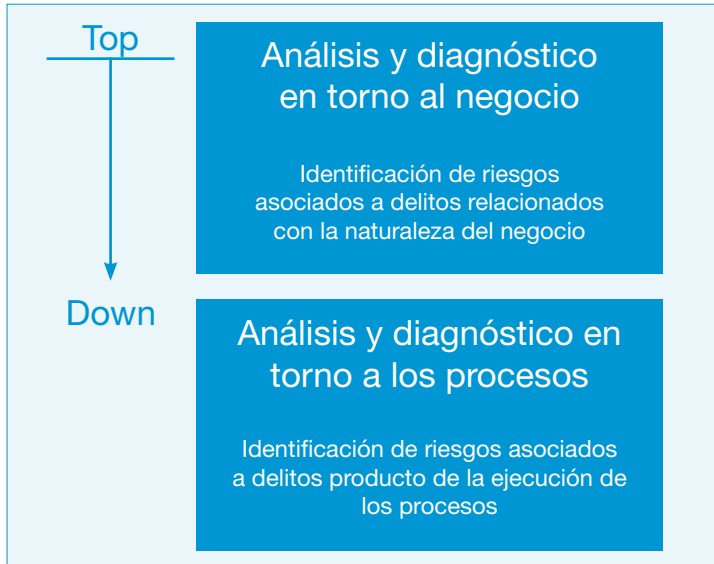 Top
Análisis y diagnóstico
en torno al negocio
Identificación de riesgos
asociados a delitos relacionados
con la naturaleza del negocio
Down
Análisis y diagnóstico en
torno a los procesos
Identificación de riesgos asociados
a delitos producto de la ejecución de
los procesos